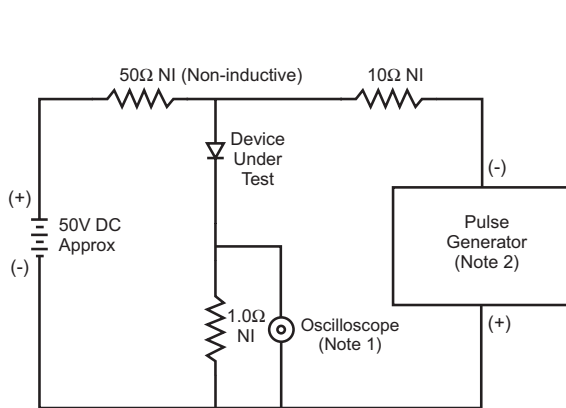 50Ω NI (Non-inductive)
10Ω NI
Device
Under
Test
(-)
(+)
50V DC
Approx
(-)
Pulse
Generator
(Note 2)
1.0Ω
NI
Oscilloscope
(Note 1)
(+)